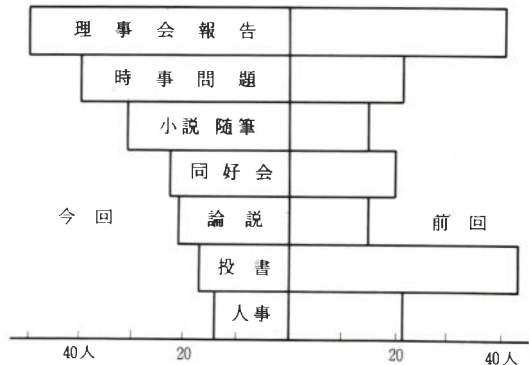 理事会報告
時事問題
小説随筆
同好会
今回 論説 前回
投書
人事
40人 20 20 40人